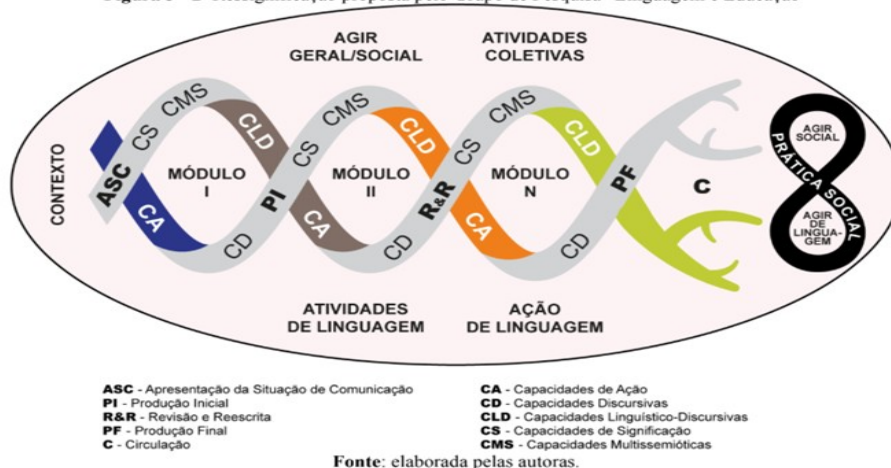 AGIR
GERAL/SOCIAL
ATIVIDADES
COLETIVAS
CONTEXTO
ASC
CS
CMS
CLD
CS
CMS
CLD
CS
CMS
CLD
MÓDULO
I
MÓDULO
II
MÓDULO
N
CA
CD
PI
CA
CD
R&R
CA
CD
PF
C
AGIR
SOCIAL
PRÁTICA SOCIAL
AGIR
DE
LINGUA-
GEM
ATIVIDADES
DE LINGUAGEM
AÇÃO
DE LINGUAGEM
ASC - Apresentação da Situação de Comunicação
PI - Produção Inicial
R&R - Revisão e Reescrita
PF - Produção Final
C - Circulação
CA - Capacidades de Ação
CD - Capacidades Discursivas
CLD - Capacidades Linguístico-Discursivas
CS - Capacidades de Significação
CMS - Capacidades Multissemióticas
Fonte: elaborada pelas autoras.